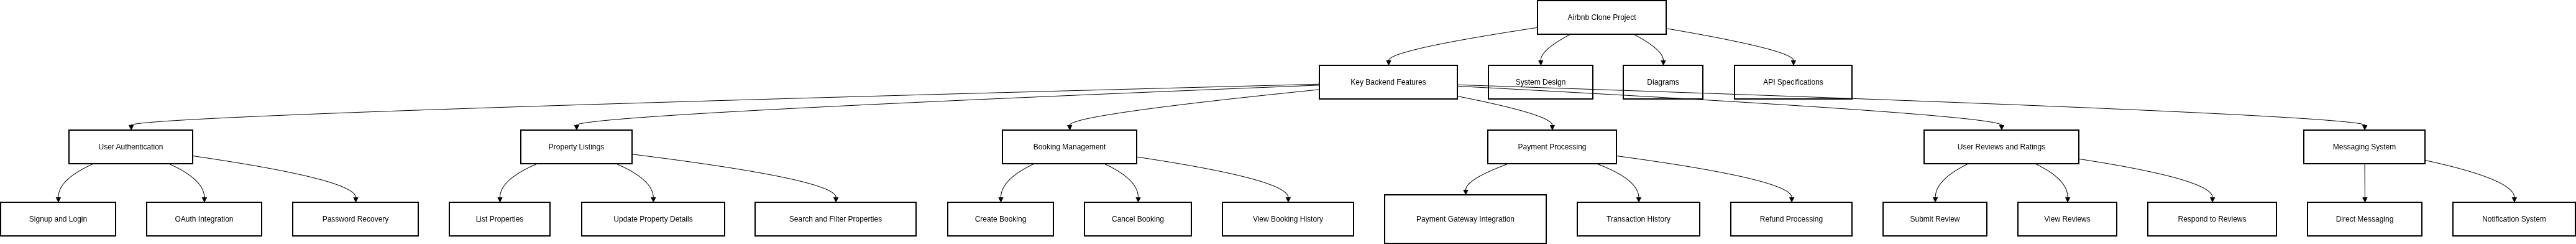 Airbnb Clone Project
Key Backend Features
System Design
Diagrams
API Specifications
User Authentication
Property Listings
Booking Management
Payment Processing
User Reviews and Ratings
Messaging System
Signup and Login
OAuth Integration
Password Recovery
List Properties
Update Property Details
Search and Filter Properties
Create Booking
Cancel Booking
View Booking History
Payment Gateway Integration
Transaction History
Refund Processing
Submit Review
View Reviews
Respond to Reviews
Direct Messaging
Notification System